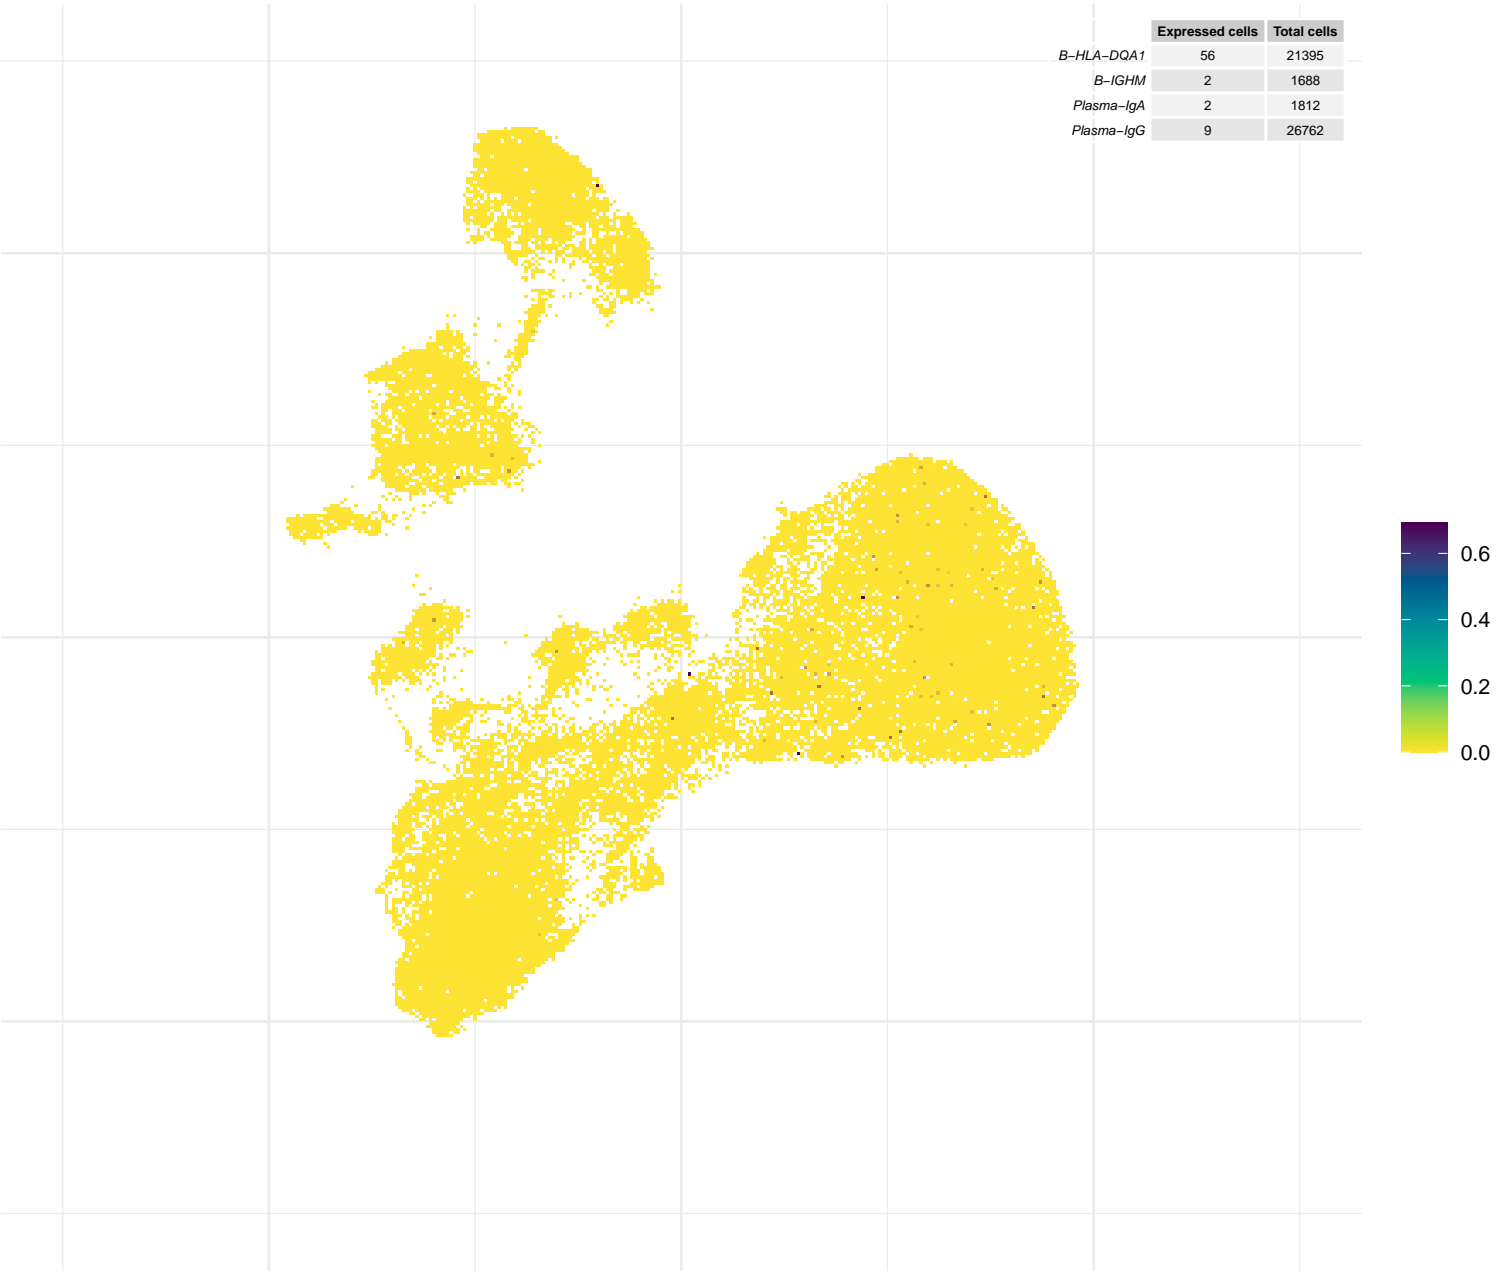 Expressed cells Total cells
B−HLA−DQA1 56 21395
B−IGHM 2 1688
Plasma−IgA 2 1812
Plasma−IgG 9 26762
0.6
0.4
0.2
0.0